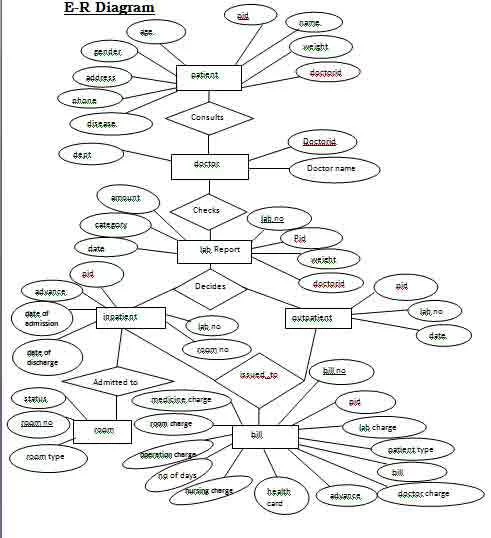 E-R Diagram
pid
name
age
gender
weight
address
patient
doctorid
phone
disease
Consults
Doctorid
dept
doctor
Doctor name
amount
Checks
lab no
category
Pid
date
lab Report
weight
pid
doctorid
advance
Decides
pid
date of
admission
inpatient
lab no
outpatient
lab no
date
date of
discharge
room no
issued_to
bill no
Admitted to
status
medicine charge
pid
room no
room charge
lab charge
room
bill
room type
operation charge
patient type
no of days
bill
nursing charge
health
card
advance
doctor charge